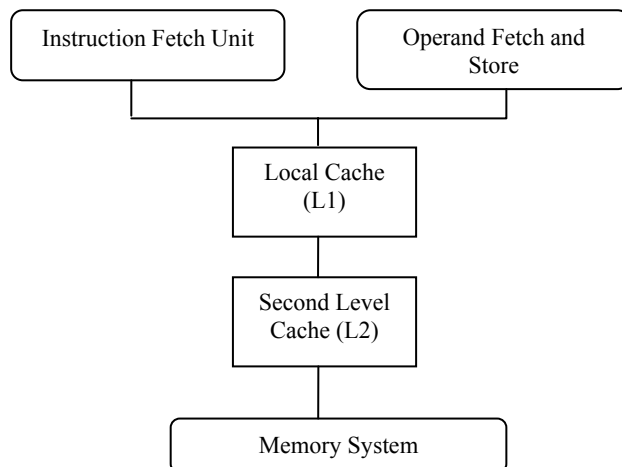 Instruction Fetch Unit
Operand Fetch and
Store
Local Cache
(L1)
Second Level
Cache (L2)
Memory System